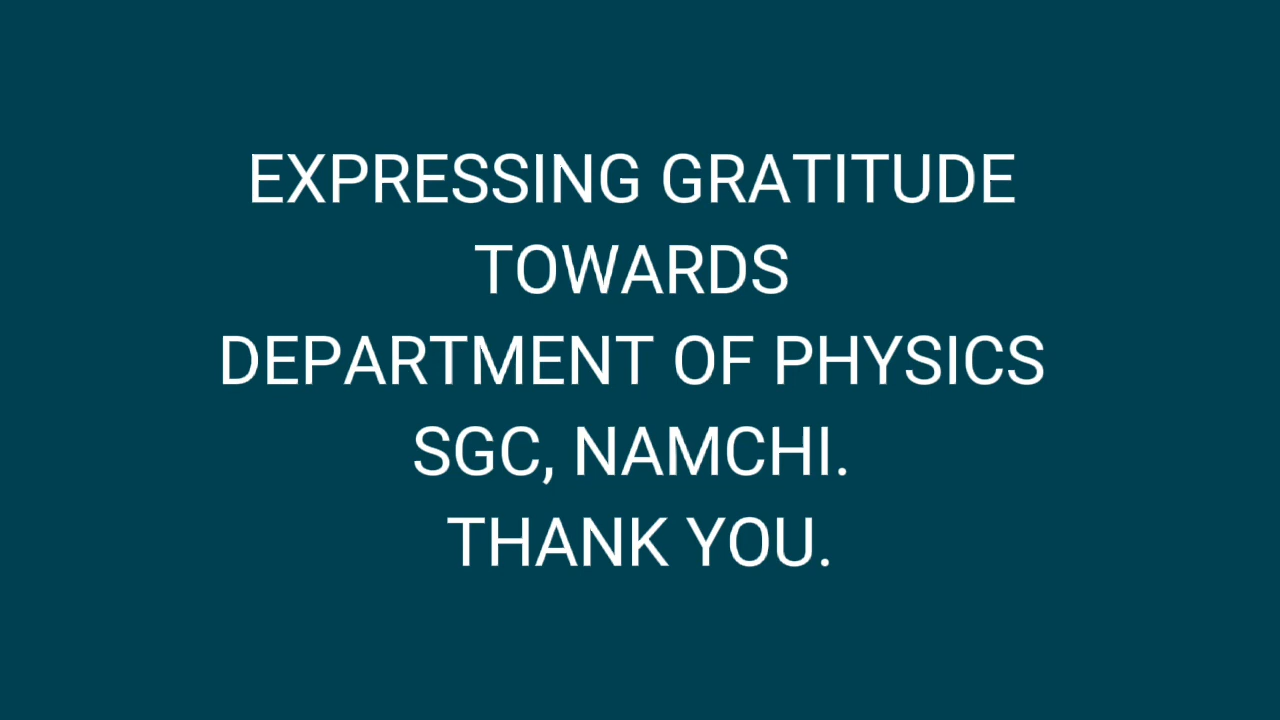 EXPRESSING GRATITUDE
TOWARDS
DEPARTMENT OF PHYSICS
SGC, NAMCHI.
THANK YOU.